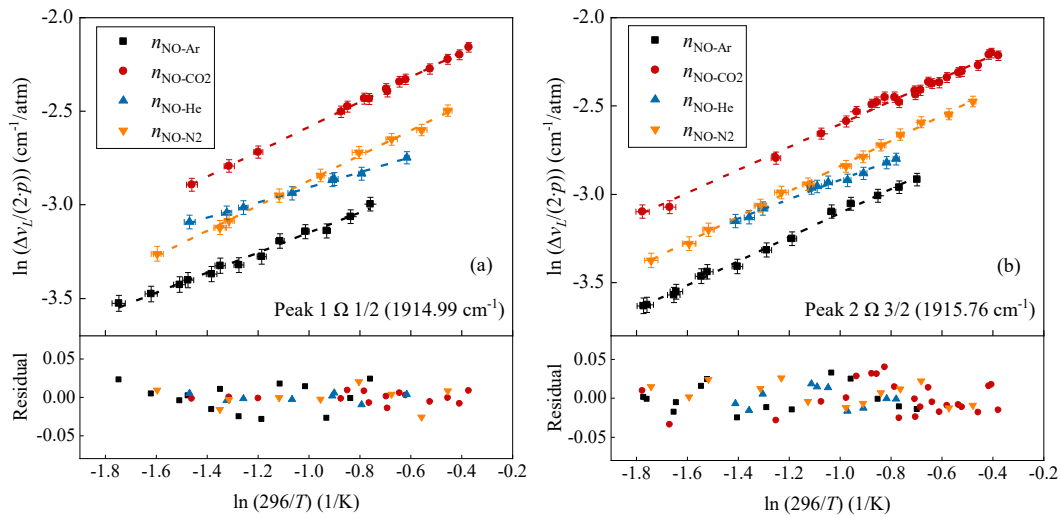 -2.0
-2.5
-3.0
-3.5
ln (Δν_L/(2·p)) (cm⁻¹/atm)
n_NO-Ar
n_NO-CO2
n_NO-He
n_NO-N2
(a)
Peak 1 Ω 1/2 (1914.99 cm⁻¹)
0.05
0.00
-0.05
Residual
-1.8 -1.6 -1.4 -1.2 -1.0 -0.8 -0.6 -0.4 -0.2
ln (296/T) (1/K)
-2.0
-2.5
-3.0
-3.5
ln (Δν_L/(2·p)) (cm⁻¹/atm)
n_NO-Ar
n_NO-CO2
n_NO-He
n_NO-N2
(b)
Peak 2 Ω 3/2 (1915.76 cm⁻¹)
0.05
0.00
-0.05
Residual
-1.8 -1.6 -1.4 -1.2 -1.0 -0.8 -0.6 -0.4 -0.2
ln (296/T) (1/K)